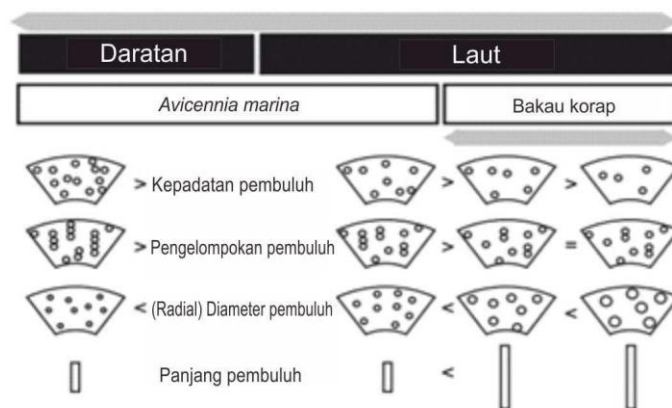 Daratan Laut
Avicennia marina Bakau korap
> Kepadatan pembuluh > >
> Pengelompokan pembuluh > =
< (Radial) Diameter pembuluh < <
Panjang pembuluh <